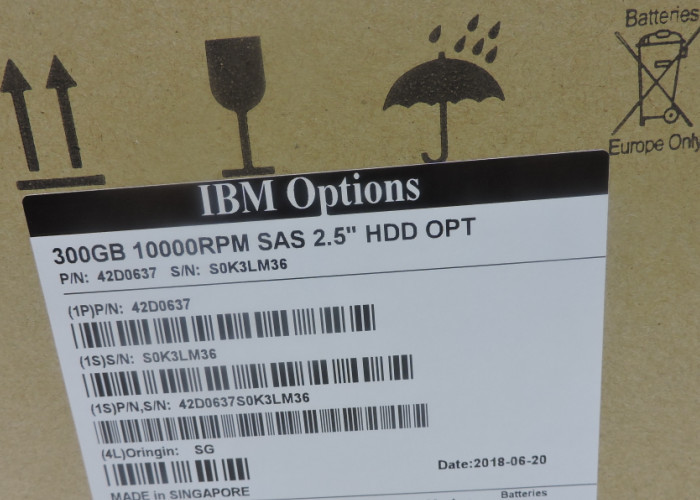 Batteries
Europe Only
IBM Options
300GB 10000RPM SAS 2.5" HDD OPT
P/N: 42D0637 S/N: S0K3LM36
(1P)P/N: 42D0637
(1S)S/N: S0K3LM36
(1S)P/N,S/N: 42D0637S0K3LM36
(4L)Oringin: SG
Date:2018-06-20
MADE in SINGAPORE
Batteries